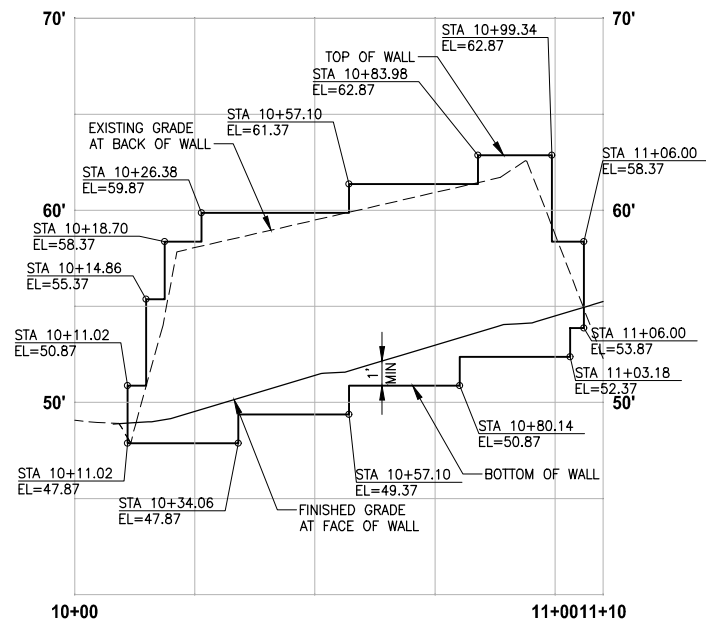 70'
70'
STA 10+99.34
EL=62.87
TOP OF WALL
STA 10+83.98
EL=62.87
STA 10+57.10
EL=61.37
EXISTING GRADE
AT BACK OF WALL
STA 11+06.00
EL=58.37
STA 10+26.38
EL=59.87
60'
60'
STA 10+18.70
EL=58.37
STA 10+14.86
EL=55.37
STA 10+11.02
EL=50.87
STA 11+06.00
EL=53.87
1'
MIN
STA 11+03.18
EL=52.37
50'
50'
STA 10+80.14
EL=50.87
STA 10+11.02
EL=47.87
STA 10+57.10
EL=49.37
BOTTOM OF WALL
STA 10+34.06
EL=47.87
FINISHED GRADE
AT FACE OF WALL
10+00
11+00
11+10